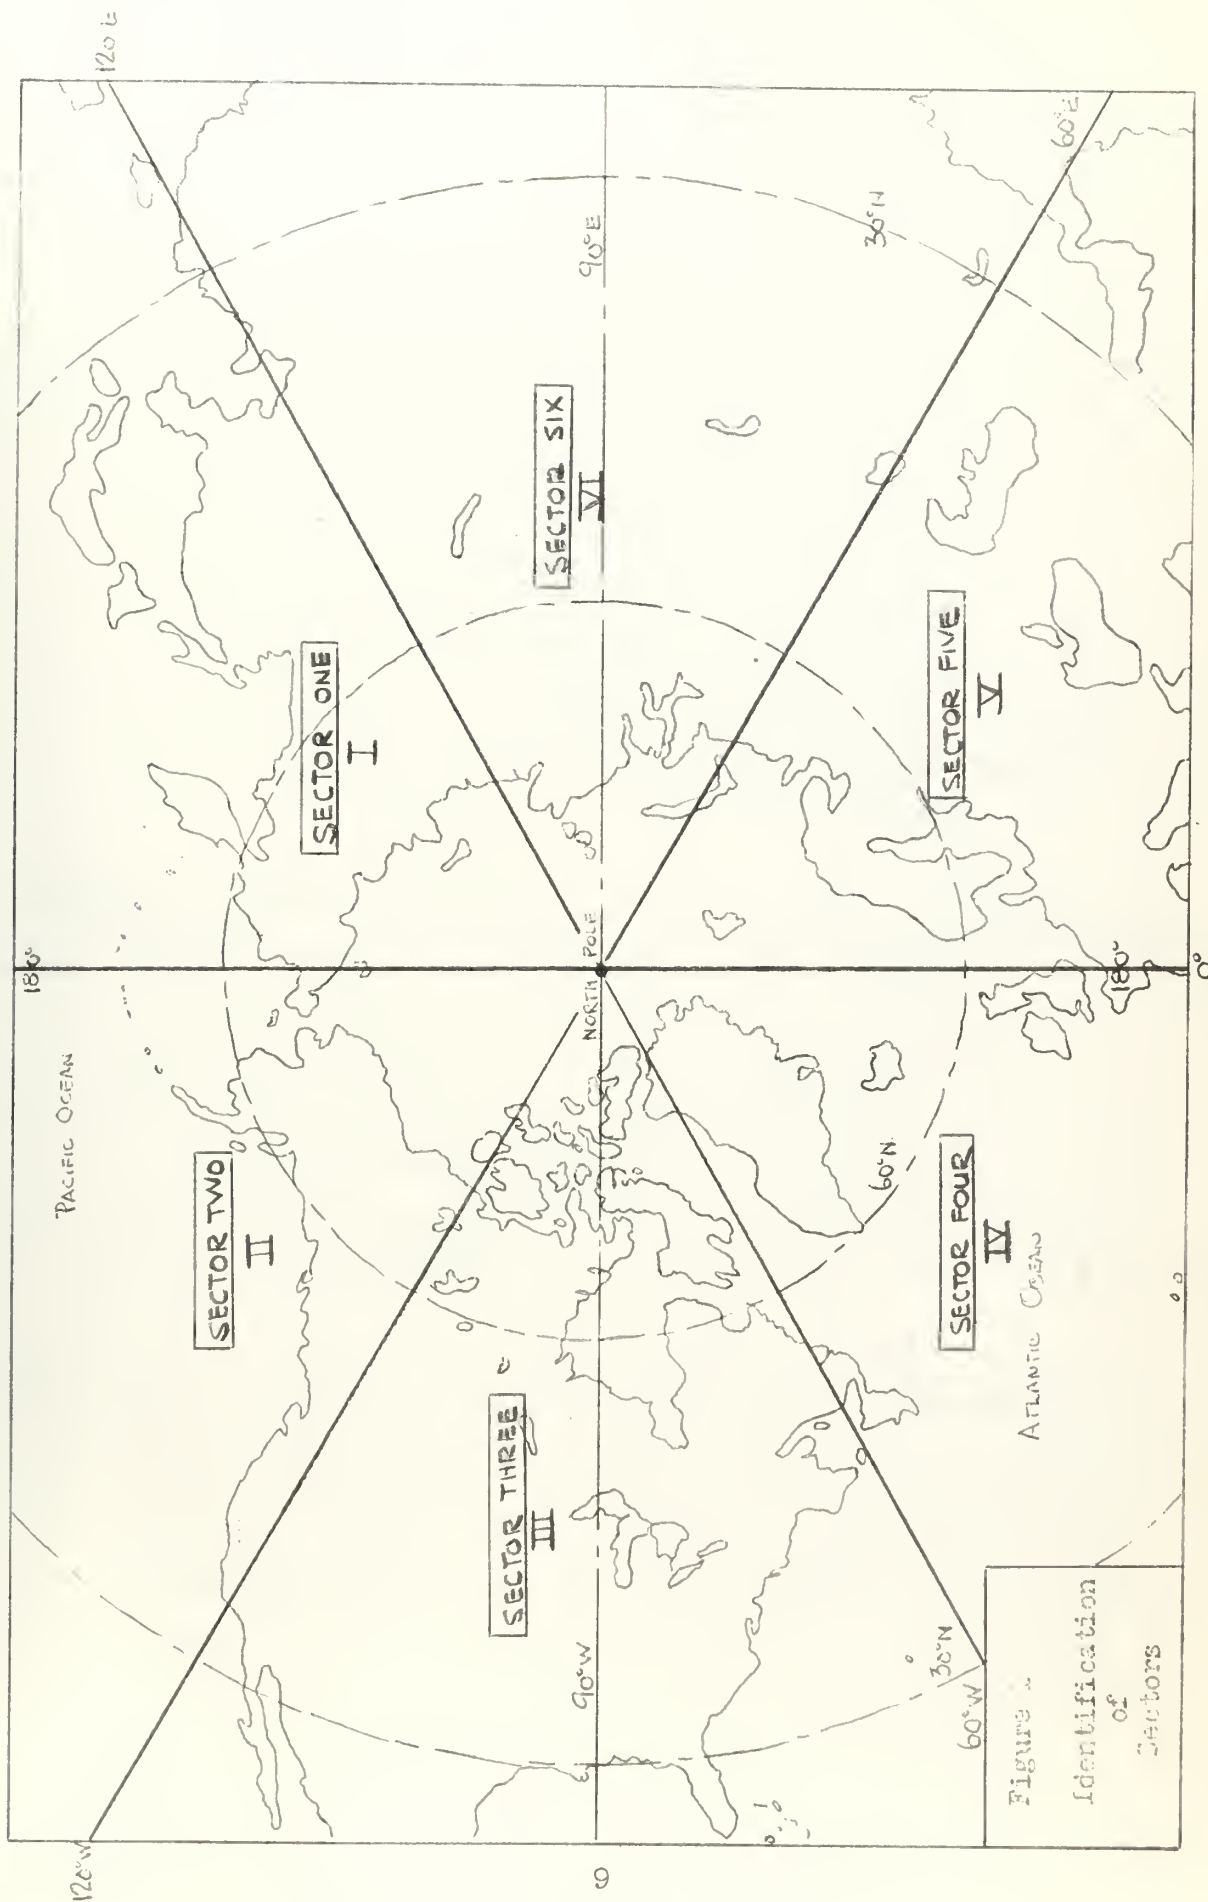 120°W
180°
120 E
PACIFIC OCEAN
SECTOR TWO
II
SECTOR ONE
I
SECTOR THREE
III
NORTH POLE
SECTOR SIX
VI
90°W
90°E
9
60°N
30°N
30°N
60°E
60°W
SECTOR FOUR
IV
SECTOR FIVE
V
ATLANTIC OCEAN
180°
0°
Figure 1
Identification
of
Sectors